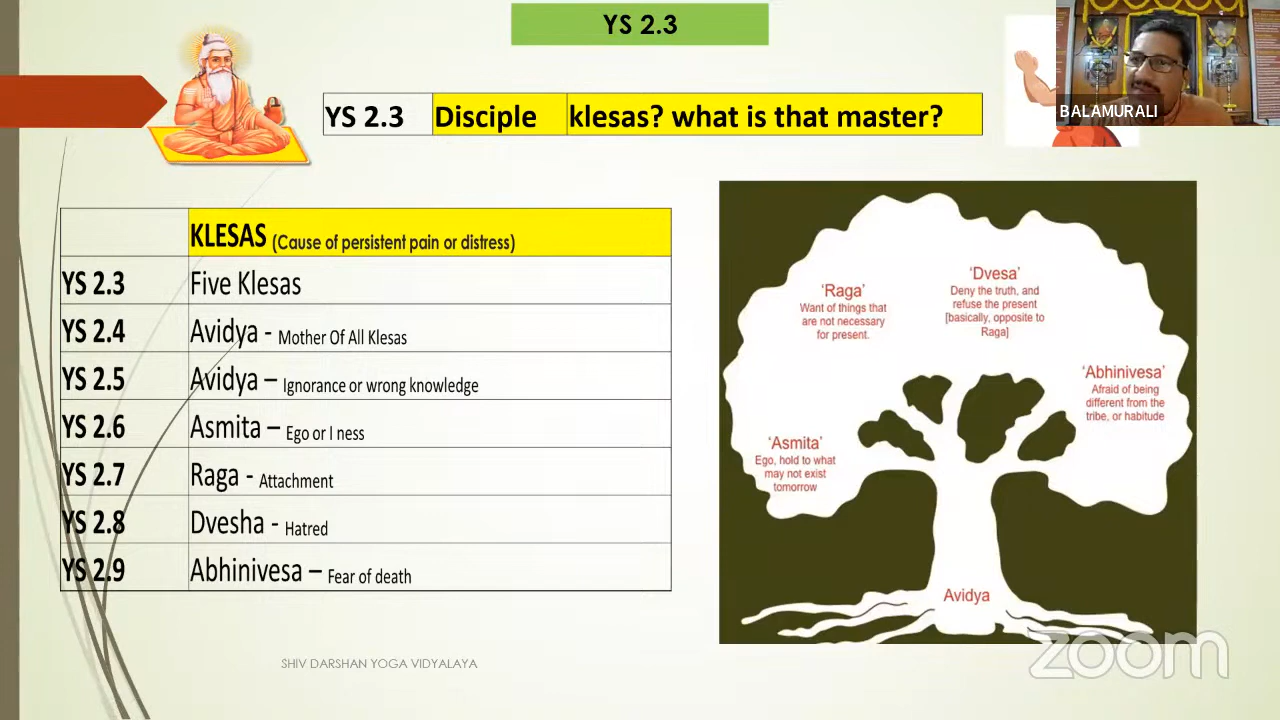 YS 2.3
BALAMURALI
YS 2.3 Disciple klesas? what is that master?
KLESAS (Cause of persistent pain or distress)
YS 2.3 Five Klesas
YS 2.4 Avidya - Mother Of All Klesas
YS 2.5 Avidya – Ignorance or wrong knowledge
YS 2.6 Asmita – Ego or I ness
YS 2.7 Raga - Attachment
YS 2.8 Dvesha - Hatred
YS 2.9 Abhinivesa – Fear of death
'Raga'
Want of things that
are not necessary
for present.
'Dvesa'
Deny the truth, and
refuse the present
[basically, opposite to
Raga]
'Abhinivesa'
Afraid of being
different from the
tribe, or habitude
'Asmita'
Ego, hold to what
may not exist
tomorrow
Avidya
SHIV DARSHAN YOGA VIDYALAYA
zoom